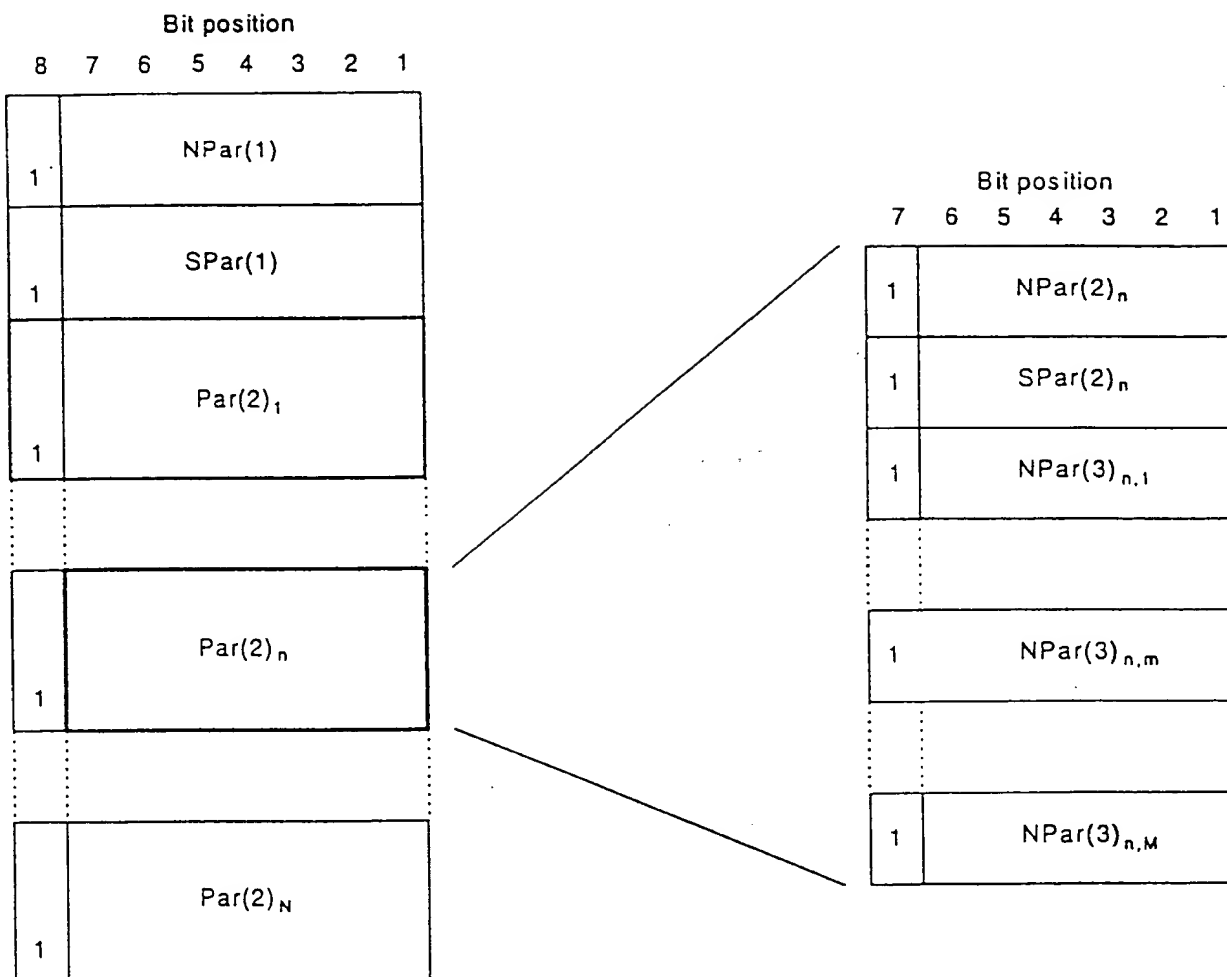 Bit position
8 7 6 5 4 3 2 1
NPar(1)
1
SPar(1)
1
Par(2)₁
1
Par(2)ₙ
1
Par(2)_N
1
Bit position
7 6 5 4 3 2 1
1 NPar(2)ₙ
1 SPar(2)ₙ
1 NPar(3)n,1
1 NPar(3)n,m
1 NPar(3)n,M